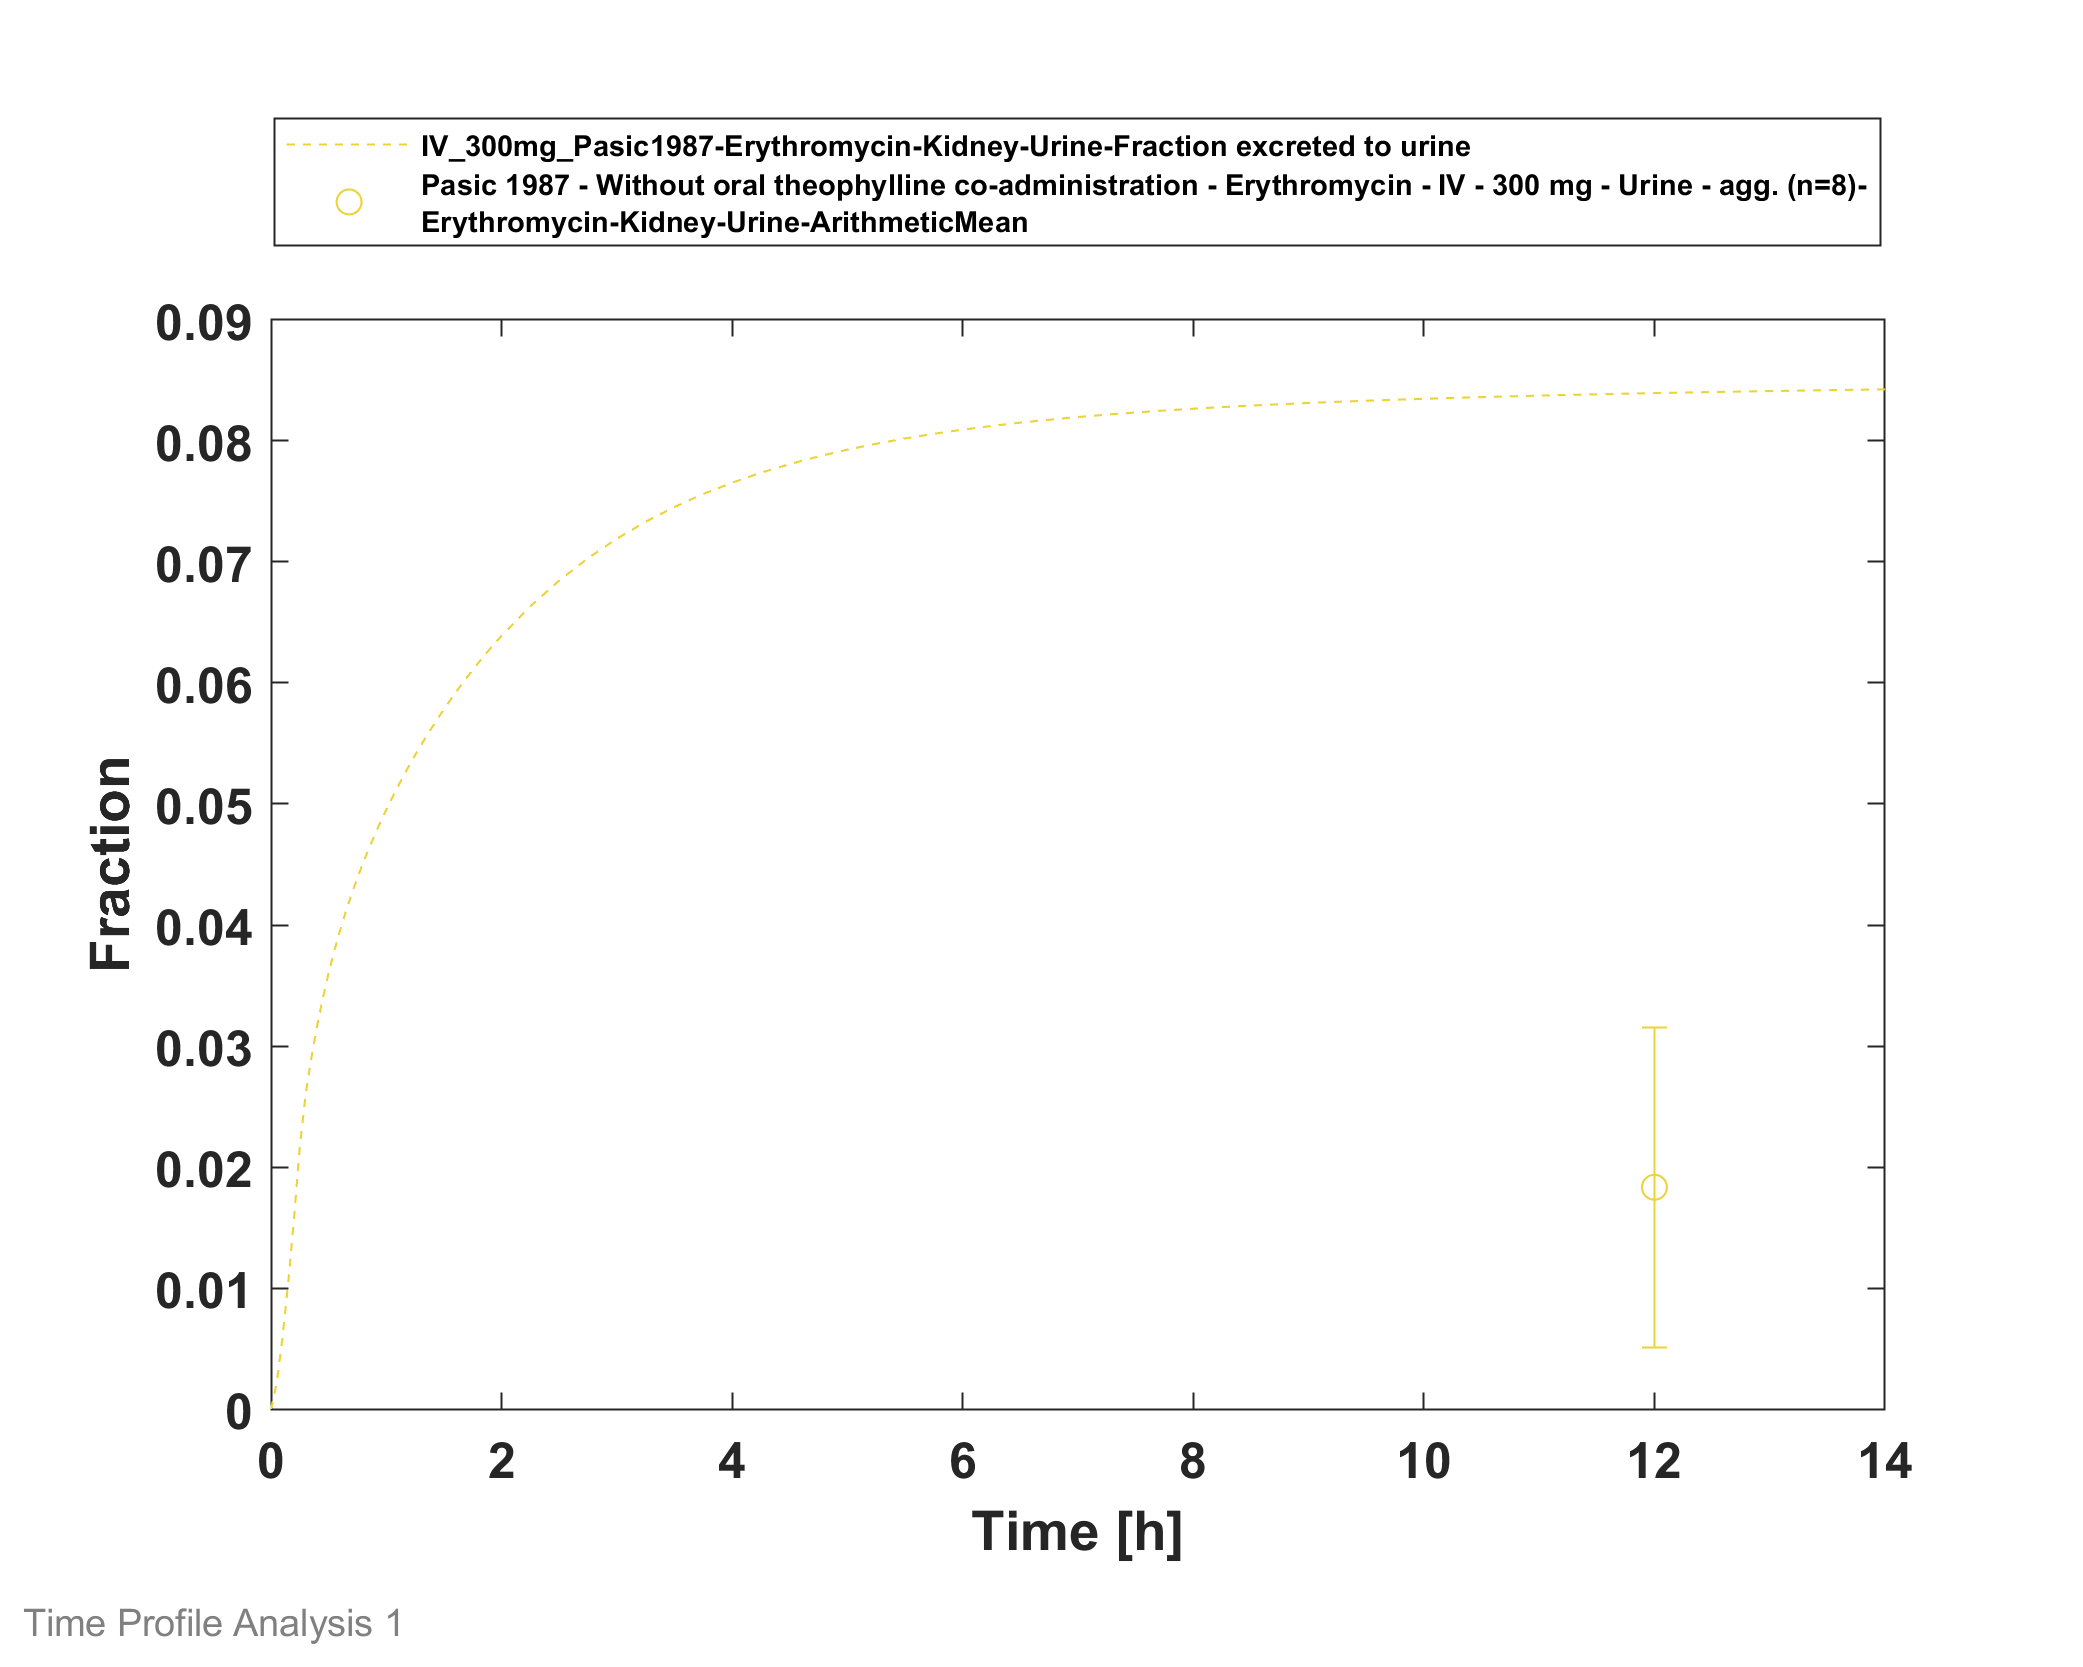 IV_300mg_Pasic1987-Erythromycin-Kidney-Urine-Fraction excreted to urine
Pasic 1987 - Without oral theophylline co-administration - Erythromycin - IV - 300 mg - Urine - agg. (n=8)-
Erythromycin-Kidney-Urine-ArithmeticMean
0.09
0.08
0.07
0.06
0.05
0.04
0.03
0.02
0.01
0
Fraction
0 2 4 6 8 10 12 14
Time [h]
Time Profile Analysis 1